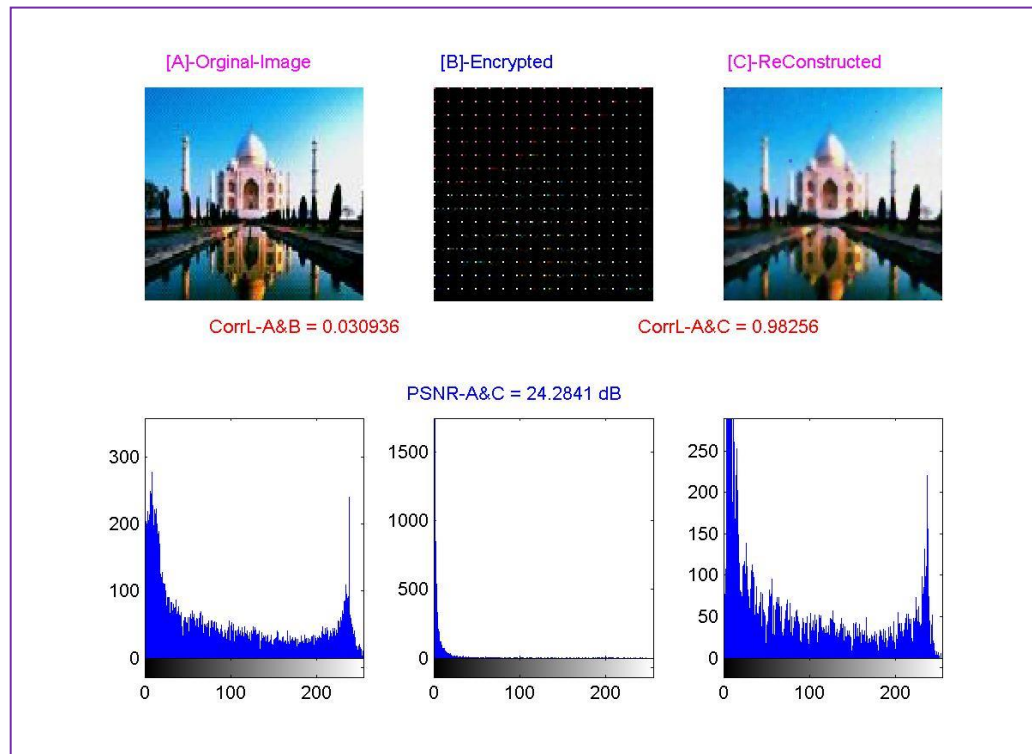 [A]-Orginal-Image
[B]-Encrypted
[C]-ReConstructed
CorrL-A&B = 0.030936
CorrL-A&C = 0.98256
PSNR-A&C = 24.2841 dB
300
200
100
0
0 100 200
1500
1000
500
0
0 100 200
250
200
150
100
50
0
0 100 200